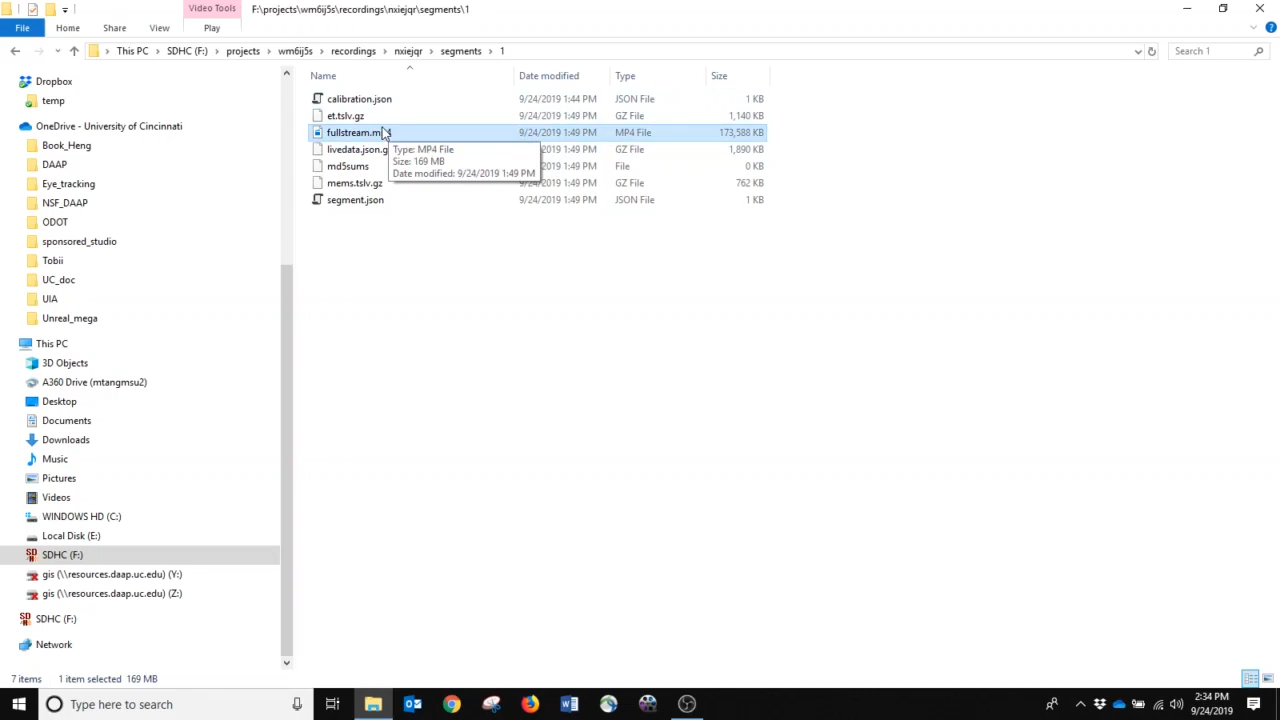 Video Tools
F:\projects\wm6ij5s\recordings\nxiejqr\segments\1
File Home Share View Play
This PC > SDHC (F:) > projects > wm6ij5s > recordings > nxiejqr > segments > 1
Search 1
Name Date modified Type Size
calibration.json 9/24/2019 1:44 PM JSON File 1 KB
et.tslv.gz 9/24/2019 1:49 PM GZ File 1,140 KB
fullstream.mp4 9/24/2019 1:49 PM MP4 File 173,588 KB
livedata.json.g 9/24/2019 1:49 PM GZ File 1,890 KB
md5sums 9/24/2019 1:49 PM File 0 KB
mems.tslv.gz 9/24/2019 1:49 PM GZ File 762 KB
segment.json 9/24/2019 1:49 PM JSON File 1 KB
Type: MP4 File
Size: 169 MB
Date modified: 9/24/2019 1:49 PM
Dropbox
temp
OneDrive - University of Cincinnati
Book_Heng
DAAP
Eye_tracking
NSF_DAAP
ODOT
sponsored_studio
Tobii
UC_doc
UIA
Unreal_mega
This PC
3D Objects
A360 Drive (mtangmsu2)
Desktop
Documents
Downloads
Music
Pictures
Videos
WINDOWS HD (C:)
Local Disk (E:)
SDHC (F:)
gis (\\resources.daap.uc.edu) (Y:)
gis (\\resources.daap.uc.edu) (Z:)
SDHC (F:)
Network
7 items 1 item selected 169 MB
Type here to search
2:34 PM
9/24/2019